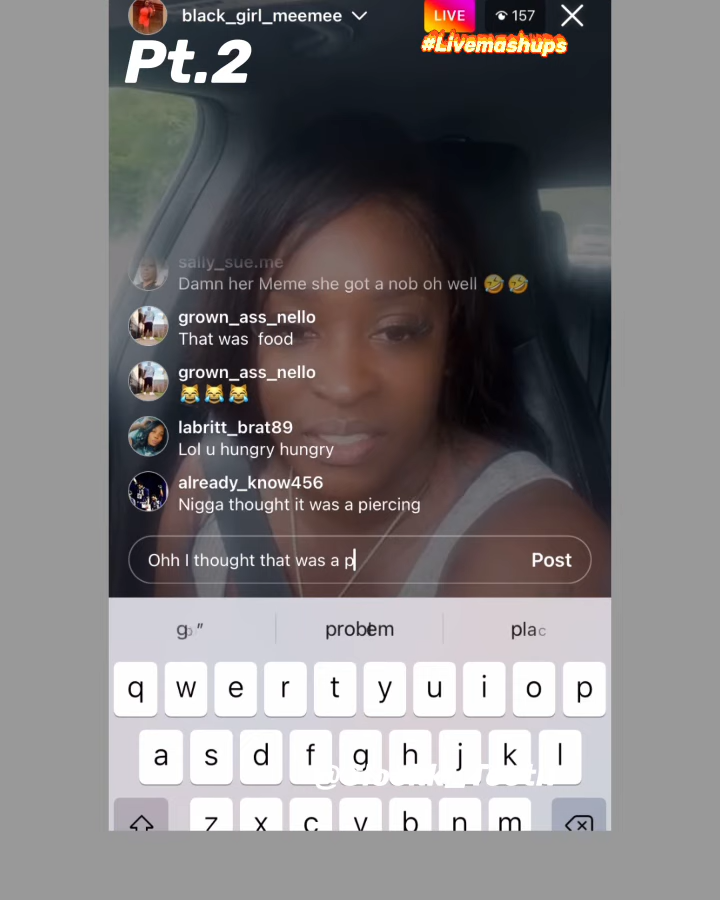 black_girl_meemee
LIVE
157
Pt.2
#Livemashups
sally_sue.me
Damn her Meme she got a nob oh well 🤣🤣
grown_ass_nello
That was food
grown_ass_nello
😹😹😹
labritt_brat89
Lol u hungry hungry
already_know456
Nigga thought it was a piercing
Ohh I thought that was a p
Post
problem
q w e r t y u i o p
a s d f g h j k l
z x c v b n m